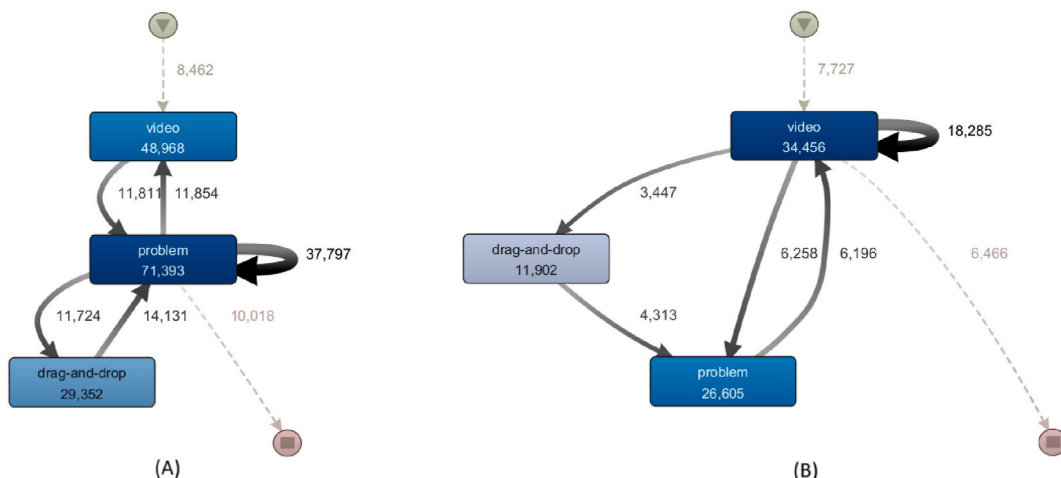 8,462
video
48,968
11,811
11,854
problem
71,393
37,797
11,724
14,131
10,018
drag-and-drop
29,352
(A)
7,727
video
34,456
18,285
3,447
drag-and-drop
11,902
6,258
6,196
6,466
4,313
problem
26,605
(B)